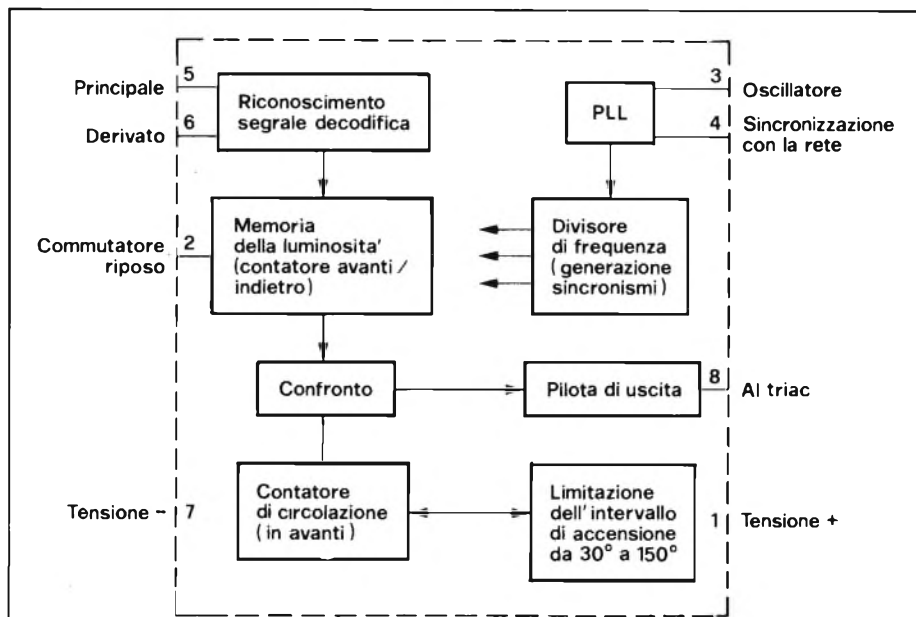 Principale
5
Derivato
6
Riconoscimento
segrale decodifica
PLL
3
Oscillatore
4
Sincronizzazione
con la rete
Commutatore
riposo
2
Memoria
della luminosita'
(contatore avanti /
indietro)
Divisore
di frequenza
(generazione
sincronismi)
Confronto
Pilota di uscita
8
Al triac
Tensione -
7
Contatore
di circolazione
(in avanti)
Limitazione
dell'intervallo
di accensione
da 30° a 150°
1
Tensione +